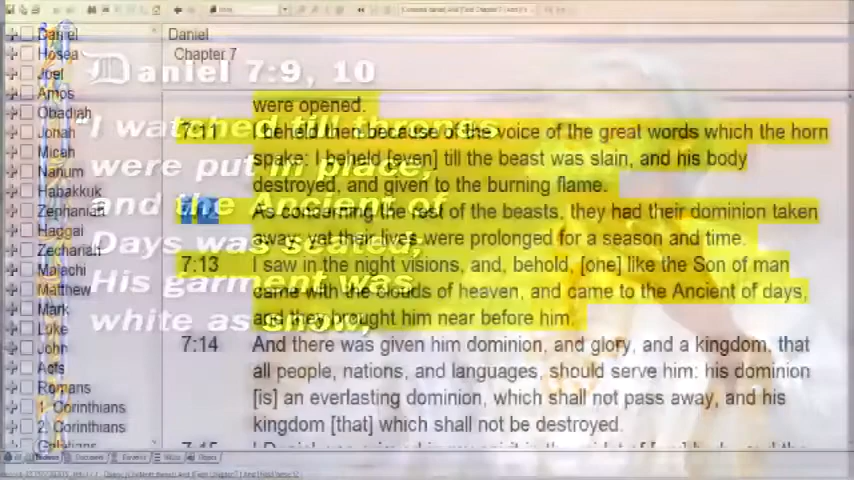 Daniel
Hosea
Joel
Amos
Obadiah
Jonah
Micah
Nahum
Habakkuk
Zephaniah
Haggai
Zechariah
Malachi
Matthew
Mark
Luke
John
Acts
Romans
1. Corinthians
2. Corinthians
Galatians
Daniel
Chapter 7
Daniel 7:9, 10
"I watched till thrones
were put in place,
and the Ancient of
Days was seated;
His garment was
white as snow,
were opened.
7:11 I beheld then because of the voice of the great words which the horn
spake: I beheld [even] till the beast was slain, and his body
destroyed, and given to the burning flame.
As concerning the rest of the beasts, they had their dominion taken
away: yet their lives were prolonged for a season and time.
7:13 I saw in the night visions, and, behold, [one] like the Son of man
came with the clouds of heaven, and came to the Ancient of days,
and they brought him near before him.
7:14 And there was given him dominion, and glory, and a kingdom, that
all people, nations, and languages, should serve him: his dominion
[is] an everlasting dominion, which shall not pass away, and his
kingdom [that] which shall not be destroyed.